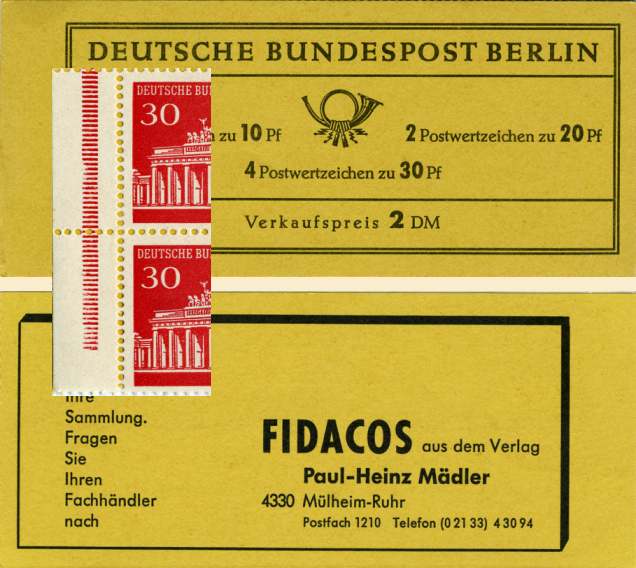 DEUTSCHE BUNDESPOST BERLIN
DEUTSCHE BU
30
zu 10 Pf
2 Postwertzeichen zu 20 Pf
4 Postwertzeichen zu 30 Pf
Verkaufspreis 2 DM
DEUTSCHE BU
30
Ihre
Sammlung.
Fragen
Sie
Ihren
Fachhändler
nach
FIDACOS aus dem Verlag
Paul-Heinz Mädler
4330 Mülheim-Ruhr
Postfach 1210 Telefon (0 21 33) 4 30 94